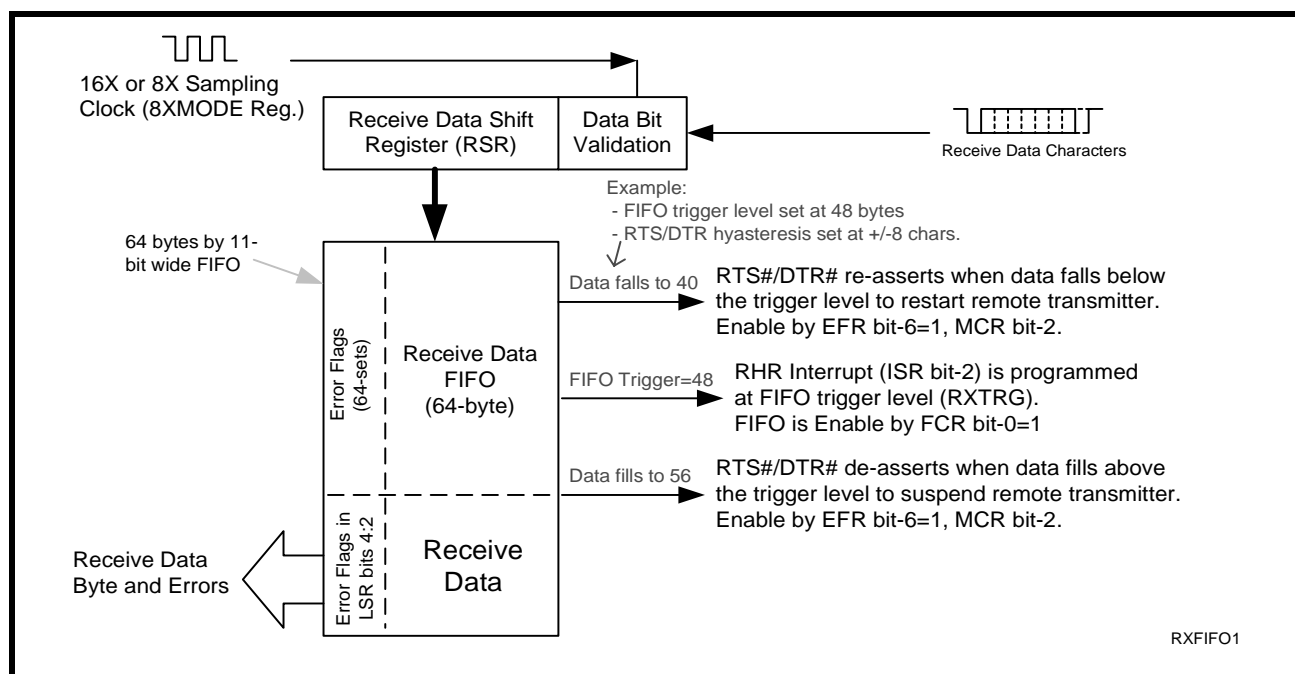 16X or 8X Sampling
Clock (8XMODE Reg.)
Receive Data Shift
Register (RSR)
Data Bit
Validation
Receive Data Characters
Example:
- FIFO trigger level set at 48 bytes
- RTS/DTR hyasteresis set at +/-8 chars.
64 bytes by 11-
bit wide FIFO
Data falls to 40
RTS#/DTR# re-asserts when data falls below
the trigger level to restart remote transmitter.
Enable by EFR bit-6=1, MCR bit-2.
Error Flags
(64-sets)
Receive Data
FIFO
(64-byte)
FIFO Trigger=48
RHR Interrupt (ISR bit-2) is programmed
at FIFO trigger level (RXTRG).
FIFO is Enable by FCR bit-0=1
Data fills to 56
RTS#/DTR# de-asserts when data fills above
the trigger level to suspend remote transmitter.
Enable by EFR bit-6=1, MCR bit-2.
Error Flags in
LSR bits 4:2
Receive
Data
Receive Data
Byte and Errors
RXFIFO1